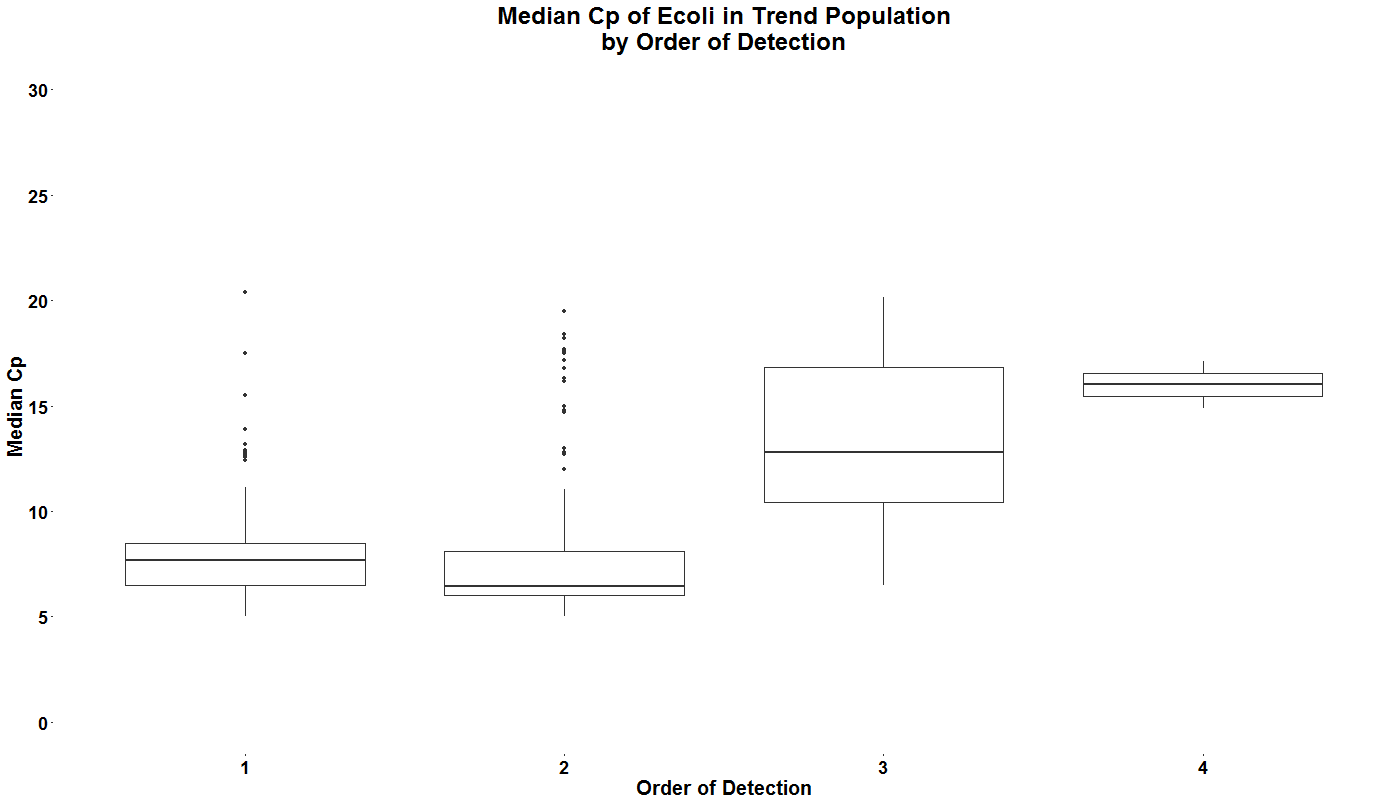 Median Cp of Ecoli in Trend Population
by Order of Detection
30
25
20
15
10
5
0
Median Cp
1 2 3 4
Order of Detection